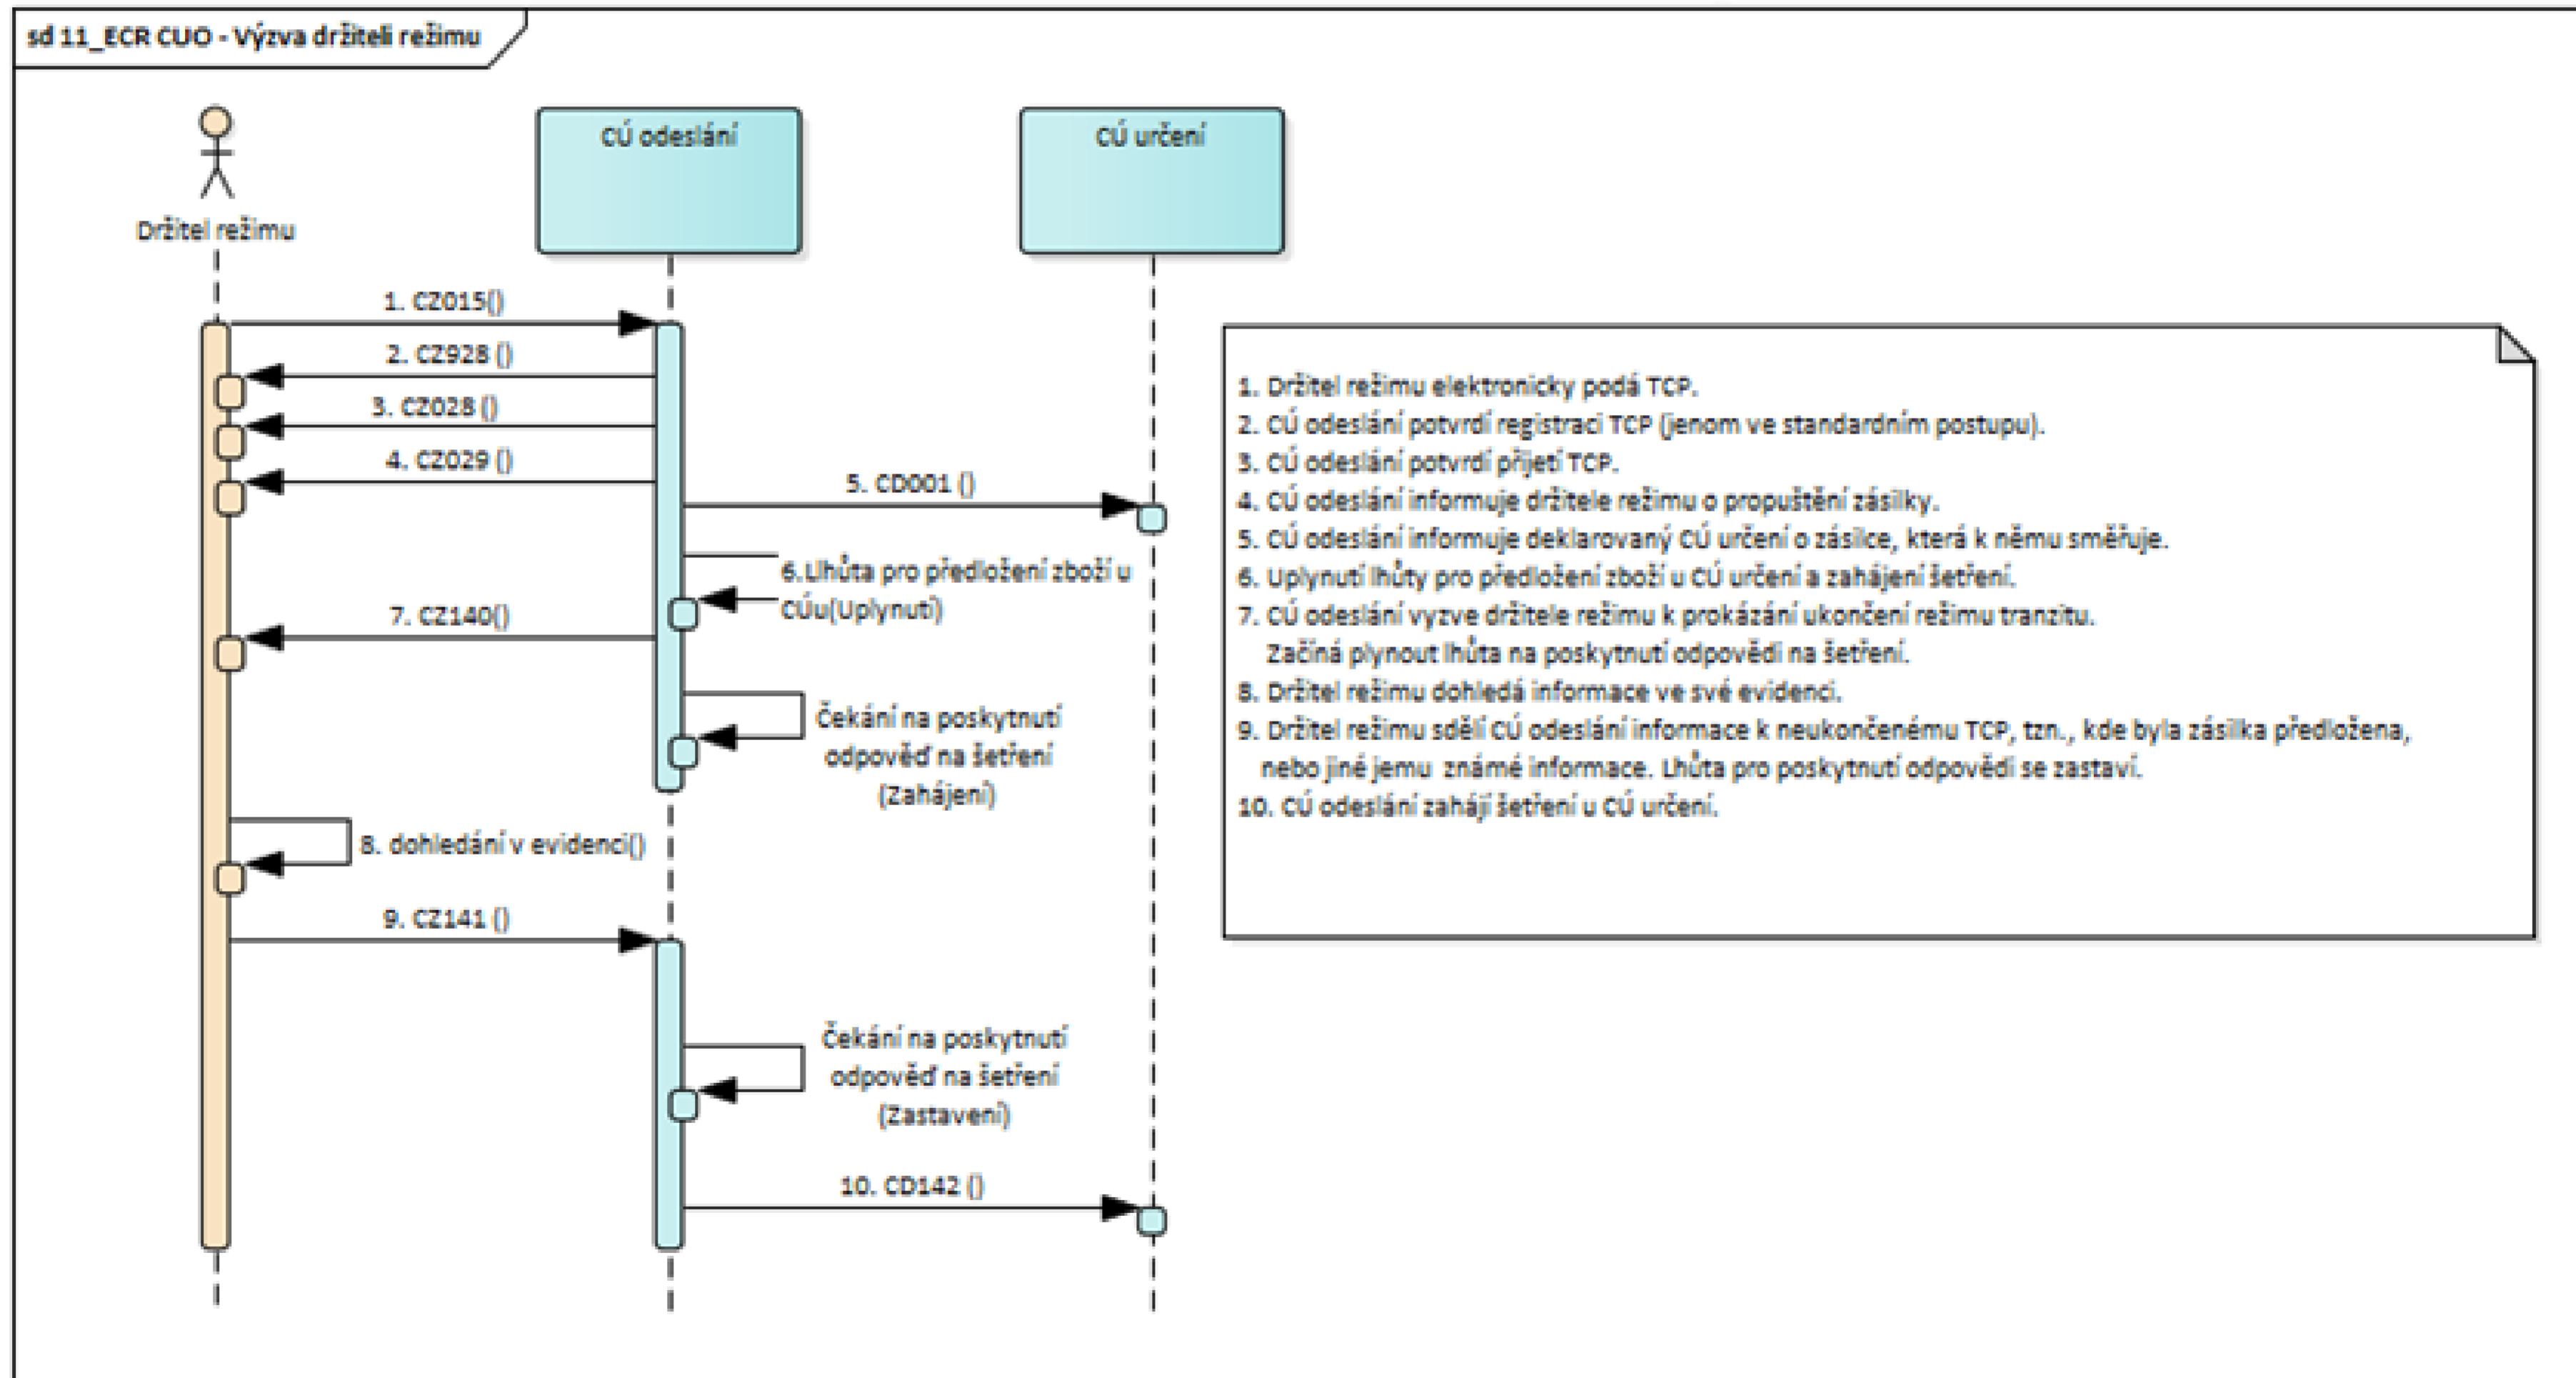 sd 11_ECR CUO - Výzva držiteli režimu
CÚ odeslání
CÚ určení
Držitel režimu
1. CZ015()
2. CZ928 ()
3. CZ028 ()
4. CZ029 ()
5. CD001 ()
6.Lhůta pro předložení zboží u
CÚu(Uplynutí)
7. CZ140()
Čekání na poskytnutí
odpověď na šetření
(Zahájení)
8. dohledání v evidenci()
9. CZ141 ()
Čekání na poskytnutí
odpověď na šetření
(Zastavení)
10. CD142 ()
1. Držitel režimu elektronicky podá TCP.
2. CÚ odeslání potvrdí registraci TCP (jenom ve standardním postupu).
3. CÚ odeslání potvrdí přijetí TCP.
4. CÚ odeslání informuje držitele režimu o propuštění zásilky.
5. CÚ odeslání informuje deklarovaný CÚ určení o zásilce, která k němu směřuje.
6. Uplynutí lhůty pro předložení zboží u CÚ určení a zahájení šetření.
7. CÚ odeslání vyzve držitele režimu k prokázání ukončení režimu tranzitu.
Začíná plynout lhůta na poskytnutí odpovědi na šetření.
8. Držitel režimu dohledá informace ve své evidenci.
9. Držitel režimu sdělí CÚ odeslání informace k neukončenému TCP, tzn., kde byla zásilka předložena,
nebo jiné jemu známé informace. Lhůta pro poskytnutí odpovědi se zastaví.
10. CÚ odeslání zahájí šetření u CÚ určení.